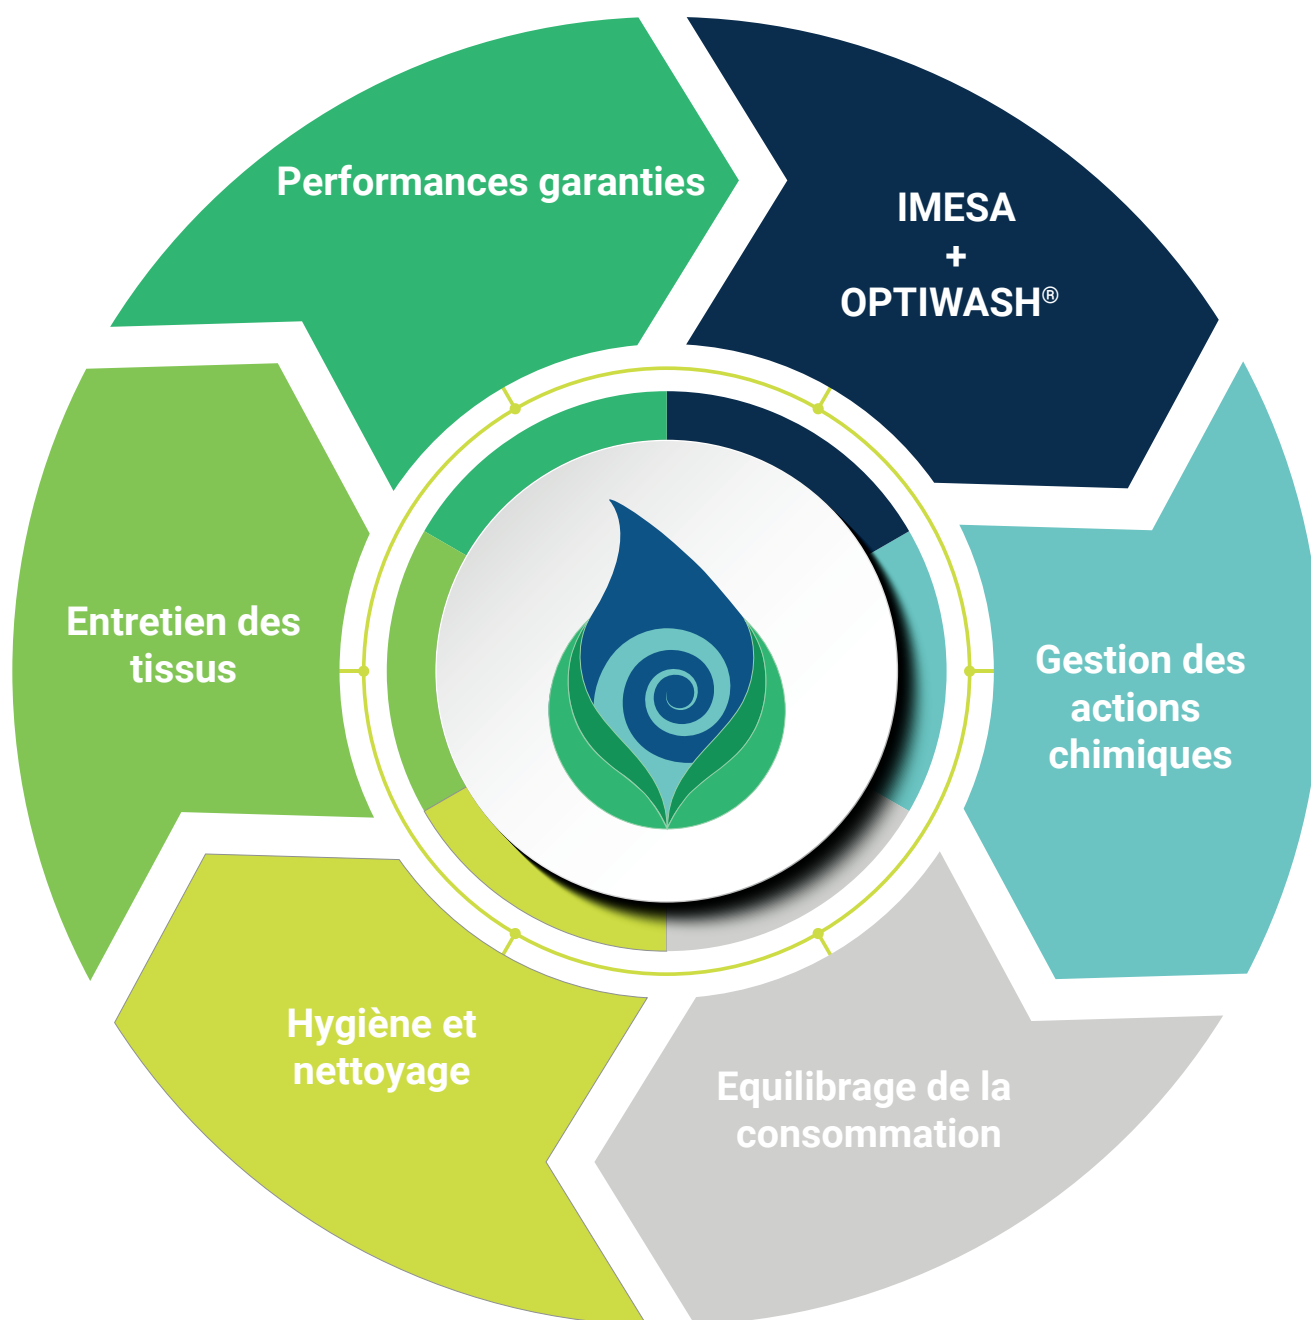 Performances garanties
IMESA
+
OPTIWASH®
Gestion des
actions
chimiques
Equilibrage de la
consommation
Hygiène et
nettoyage
Entretien des
tissus